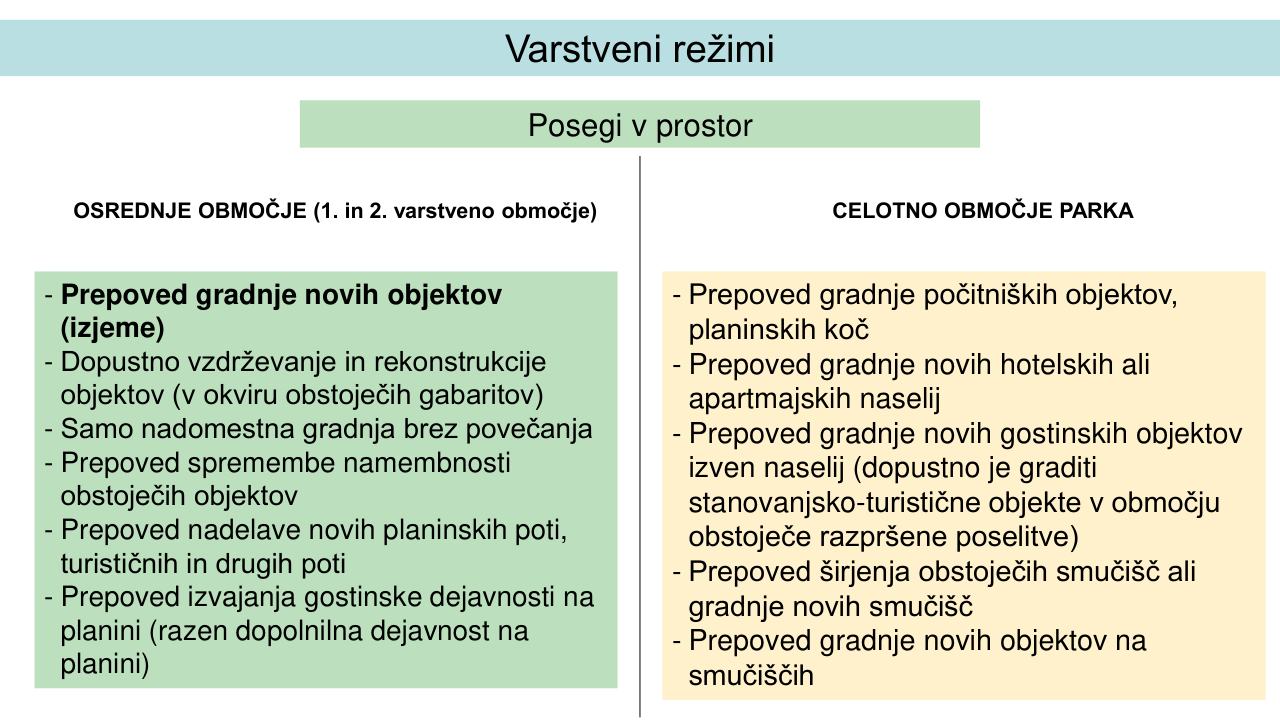 Varstveni režimi
Posegi v prostor
OSREDNJE OBMOČJE (1. in 2. varstveno območje)
- Prepoved gradnje novih objektov
(izjeme)
- Dopustno vzdrževanje in rekonstrukcije
objektov (v okviru obstoječih gabaritov)
- Samo nadomestna gradnja brez povečanja
- Prepoved spremembe namembnosti
obstoječih objektov
- Prepoved nadelave novih planinskih poti,
turističnih in drugih poti
- Prepoved izvajanja gostinske dejavnosti na
planini (razen dopolnilna dejavnost na
planini)
CELOTNO OBMOČJE PARKA
- Prepoved gradnje počitniških objektov,
planinskih koč
- Prepoved gradnje novih hotelskih ali
apartmajskih naselij
- Prepoved gradnje novih gostinskih objektov
izven naselij (dopustno je graditi
stanovanjsko-turistične objekte v območju
obstoječe razpršene poselitve)
- Prepoved širjenja obstoječih smučišč ali
gradnje novih smučišč
- Prepoved gradnje novih objektov na
smučiščih